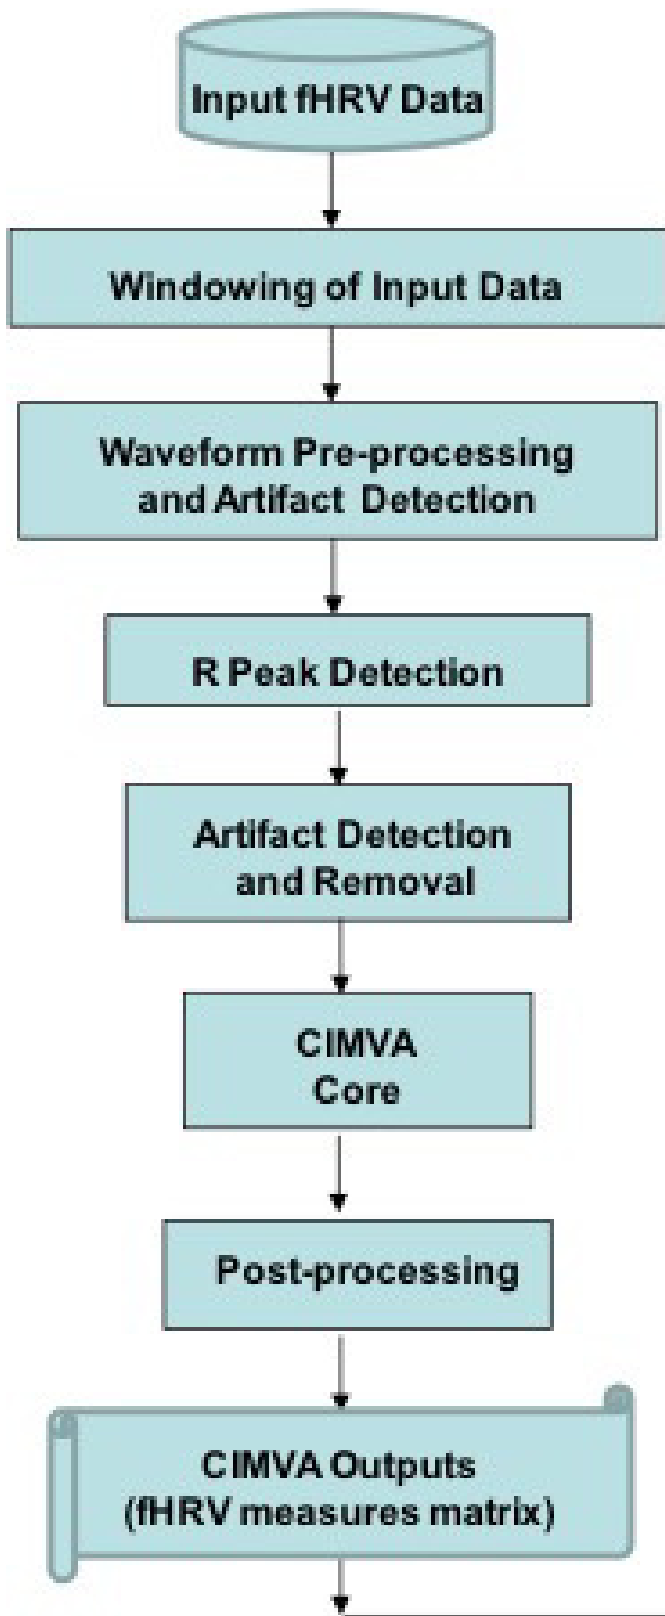 Input fHRV Data
Windowing of Input Data
Waveform Pre-processing
and Artifact Detection
R Peak Detection
Artifact Detection
and Removal
CIMVA
Core
Post-processing
CIMVA Outputs
(fHRV measures matrix)